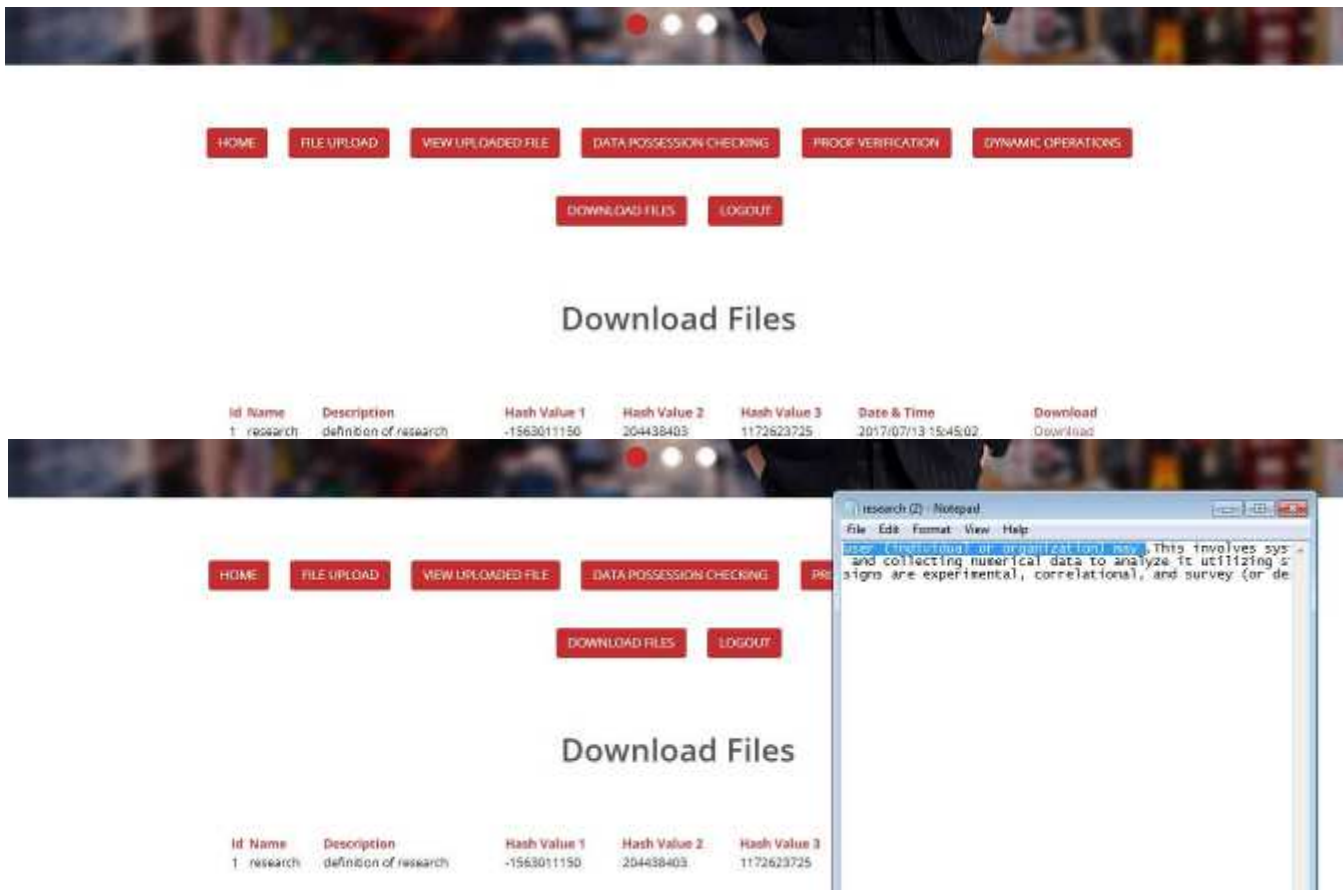 HOME FILE UPLOAD VIEW UPLOADED FILE DATA POSSESSION CHECKING PROOF VERIFICATION DYNAMIC OPERATIONS
DOWNLOAD FILES LOGOUT
Download Files
Id Name Description Hash Value 1 Hash Value 2 Hash Value 3 Date & Time Download
1 research definition of research -1563011150 204438403 1172623725 2017/07/13 15:45:02 Download
research (2) - Notepad
File Edit Format View Help
user (individual or organization) may .This involves sys
and collecting numerical data to analyze it utilizing s
signs are experimental, correlational, and survey (or de
HOME FILE UPLOAD VIEW UPLOADED FILE DATA POSSESSION CHECKING
DOWNLOAD FILES LOGOUT
Download Files
Id Name Description Hash Value 1 Hash Value 2 Hash Value 3
1 research definition of research -1563011150 204438403 1172623725